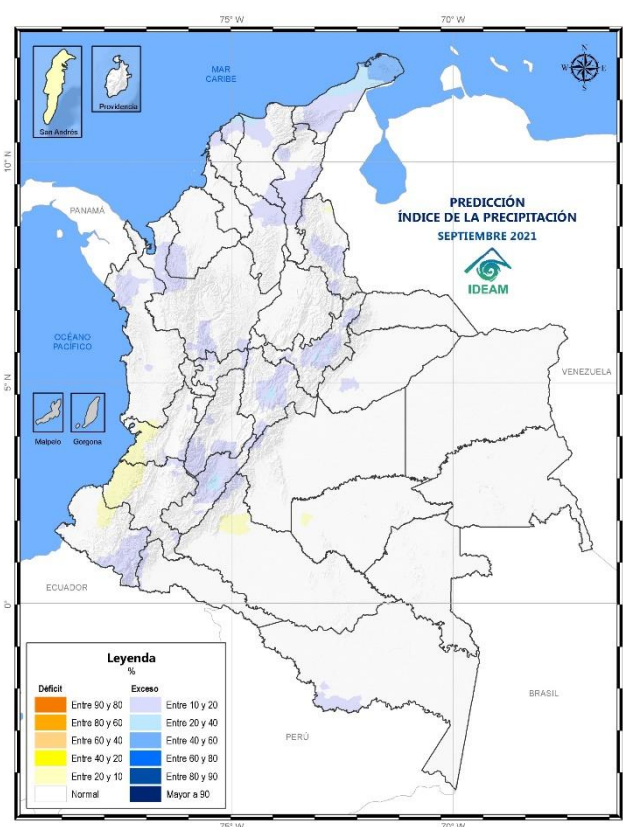 75° W
70° W
MAR
CARIBE
N
W
E
S
San Andrés
Providencia
10° N
PANAMÁ
PREDICCIÓN
ÍNDICE DE LA PRECIPITACIÓN
SEPTIEMBRE 2021
IDEAM
OCÉANO
PACÍFICO
VENEZUELA
5° N
Malpelo
Gorgona
ECUADOR
0°
Leyenda
%
Déficit
Exceso
Entre 90 y 80
Entre 10 y 20
Entre 80 y 60
Entre 20 y 40
Entre 60 y 40
Entre 40 y 60
Entre 40 y 20
Entre 60 y 80
Entre 20 y 10
Entre 80 y 90
Normal
Mayor a 90
BRASIL
PERÚ
75° W
70° W